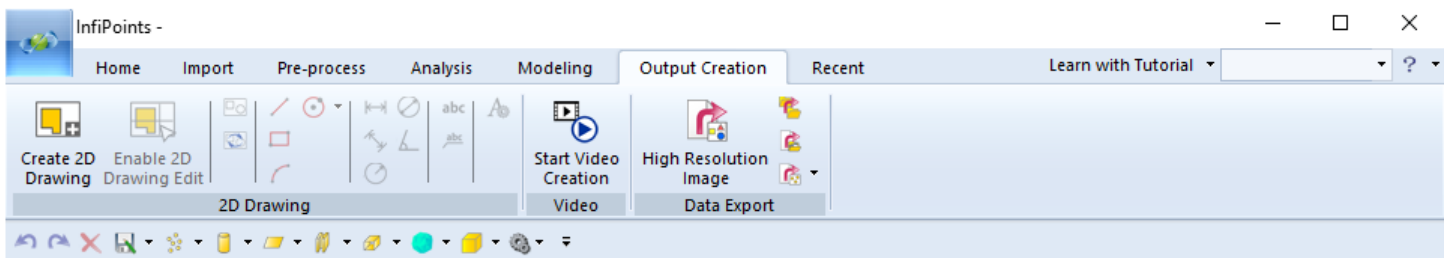 InfiPoints -
Home Import Pre-process Analysis Modeling Output Creation Recent Learn with Tutorial ?
abc
abc
Create 2D
Drawing
Enable 2D
Drawing Edit
Start Video
Creation
High Resolution
Image
2D Drawing Video Data Export